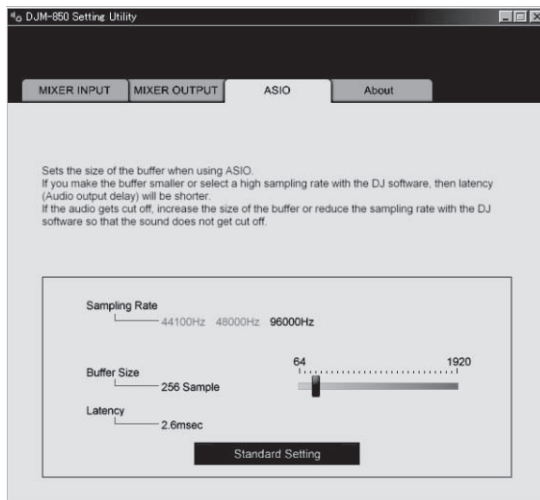 DJM-850 Setting Utility
MIXER INPUT MIXER OUTPUT ASIO About
Sets the size of the buffer when using ASIO.
If you make the buffer smaller or select a high sampling rate with the DJ software, then latency
(Audio output delay) will be shorter.
If the audio gets cut off, increase the size of the buffer or reduce the sampling rate with the DJ
software so that the sound does not get cut off.
Sampling Rate
44100Hz 48000Hz 96000Hz
64 1920
Buffer Size
256 Sample
Latency
2.6msec
Standard Setting